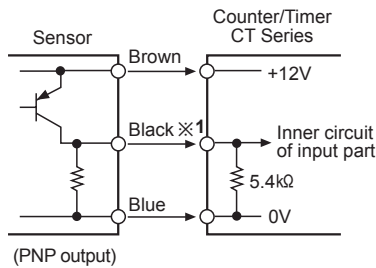 Counter/Timer
CT Series
Sensor
Brown
+12V
Black ※1
Inner circuit
of input part
5.4kΩ
Blue
0V
(PNP output)